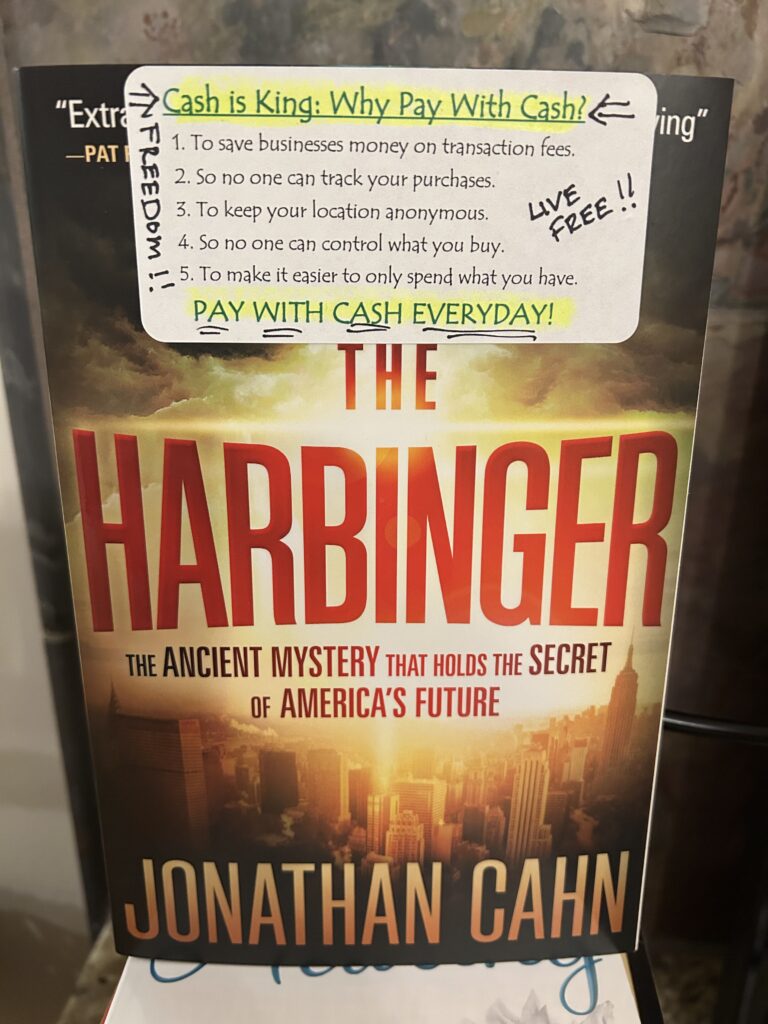 Cash is King: Why Pay With Cash?
1. To save businesses money on transaction fees.
2. So no one can track your purchases.
3. To keep your location anonymous.
4. So no one can control what you buy.
5. To make it easier to only spend what you have.
PAY WITH CASH EVERYDAY!
FREEDOM!!
LIVE
FREE!!
—PAT
THE
HARBINGER
THE ANCIENT MYSTERY THAT HOLDS THE SECRET
OF AMERICA'S FUTURE
JONATHAN CAHN